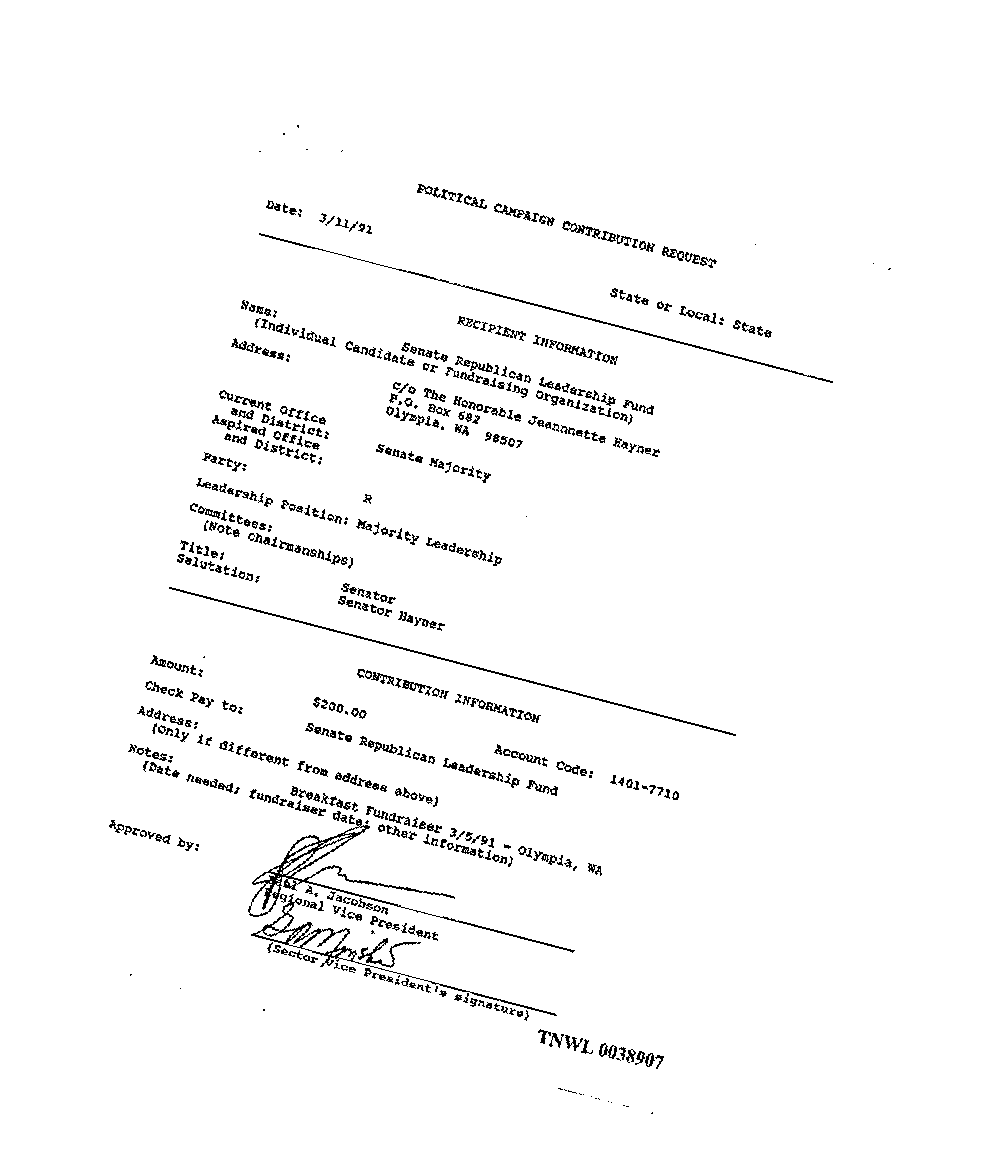 POLITICAL CAMPAIGN CONTRIBUTION REQUEST
Date: 3/11/91
State or Local: State
RECIPIENT INFORMATION
Name: Senate Republican Leadership Fund
(Individual Candidate or Fundraising Organization)
Address: c/o The Honorable Jeannnette Hayner
P.O. Box 682
Olympia, WA 98507
Current Office
and District: Senate Majority
Aspired Office
and District:
Party: R
Leadership Position: Majority Leadership
Committees:
(Note chairmanships)
Title: Senator
Salutation: Senator Hayner
CONTRIBUTION INFORMATION
Amount: $200.00 Account Code: 1401-7710
Check Pay to: Senate Republican Leadership Fund
Address:
(Only if different from address above)
Notes: Breakfast Fundraiser 3/5/91 - Olympia, WA
(Date needed; fundraiser date; other information)
Approved by:
A. Jacobson
Regional Vice President
(Sector Vice President's signature)
TNWL 0038907